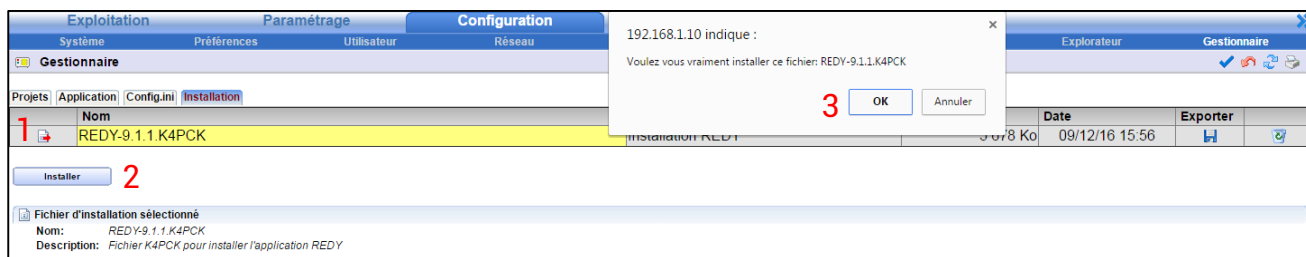 Exploitation Paramétrage Configuration
Système Préférences Utilisateur Réseau Explorateur Gestionnaire
192.168.1.10 indique :
Voulez vous vraiment installer ce fichier: REDY-9.1.1.K4PCK
3 OK Annuler
Gestionnaire
Projets Application Config.ini Installation
Nom Date Exporter
1 REDY-9.1.1.K4PCK Installation REDY 5 078 Ko 09/12/16 15:56
Installer 2
Fichier d'installation sélectionné
Nom: REDY-9.1.1.K4PCK
Description: Fichier K4PCK pour installer l'application REDY